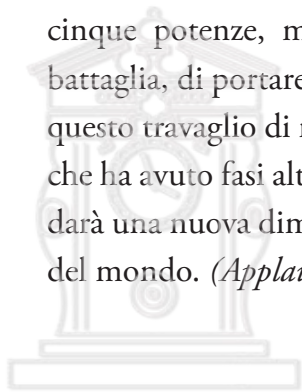 cinque potenze, m
battaglia, di portare
questo travaglio di
che ha avuto fasi alt
darà una nuova dim
del mondo. (Applau